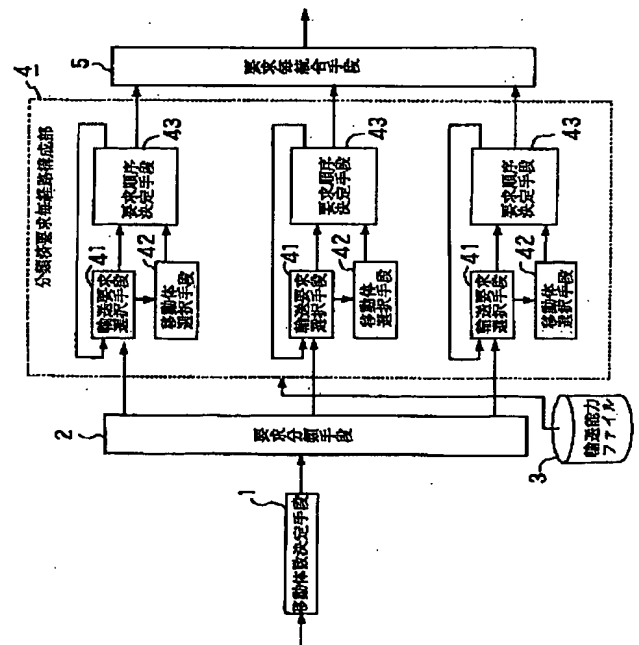 1
移動体数決定手段
2
要求分類手段
3
輸送能力
ファイル
4
分類済要求毎経路構成部
41
輸送要求
選択手段
42
移動体
選択手段
43
要求順序
決定手段
41
輸送要求
選択手段
42
移動体
選択手段
43
要求順序
決定手段
41
輸送要求
選択手段
42
移動体
選択手段
43
要求順序
決定手段
5
要求毎統合手段